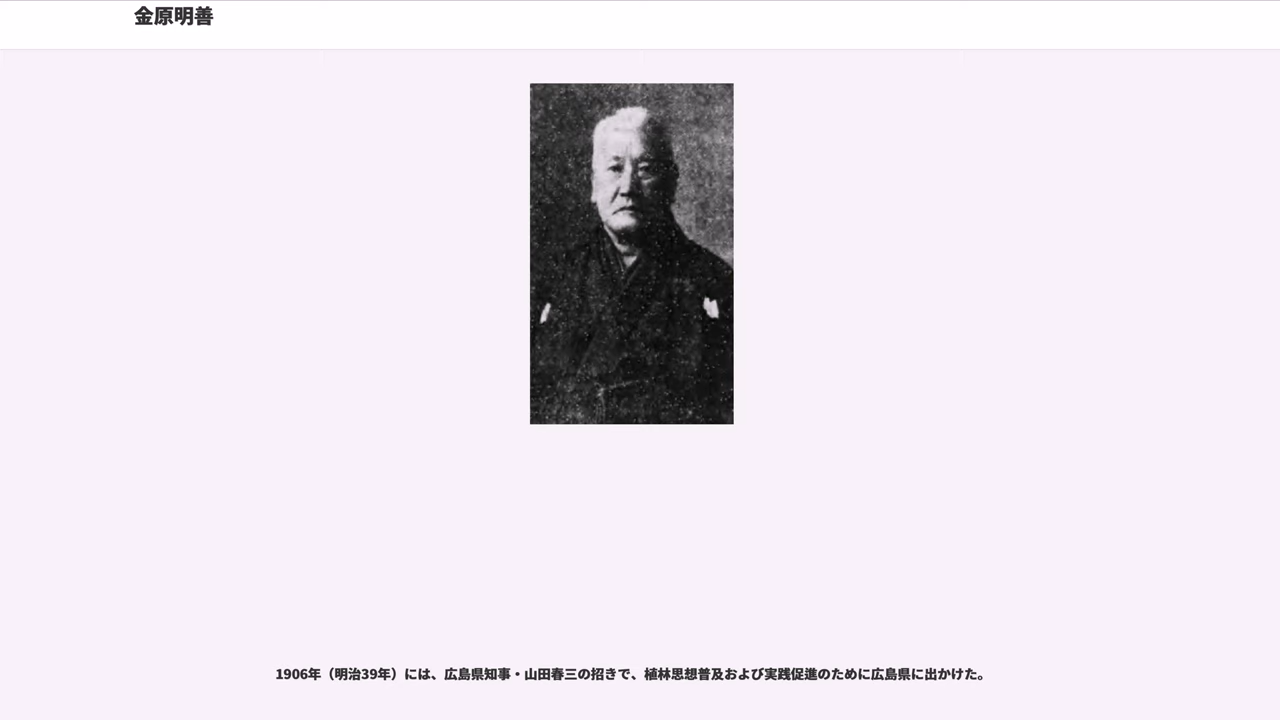 金原明善
1906年（明治39年）には、広島県知事・山田春三の招きで、植林思想普及および実践促進のために広島県に出かけた。